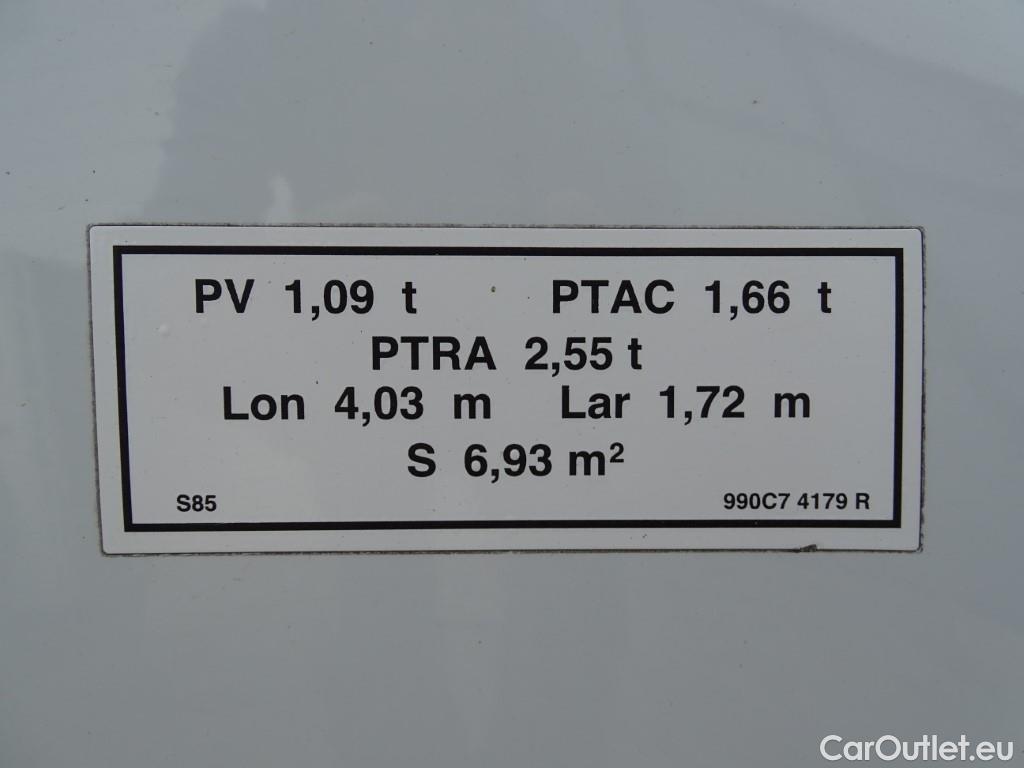 PV 1,09 t PTAC 1,66 t
PTRA 2,55 t
Lon 4,03 m Lar 1,72 m
S 6,93 m²
S85 990C7 4179 R
CarOutlet.eu